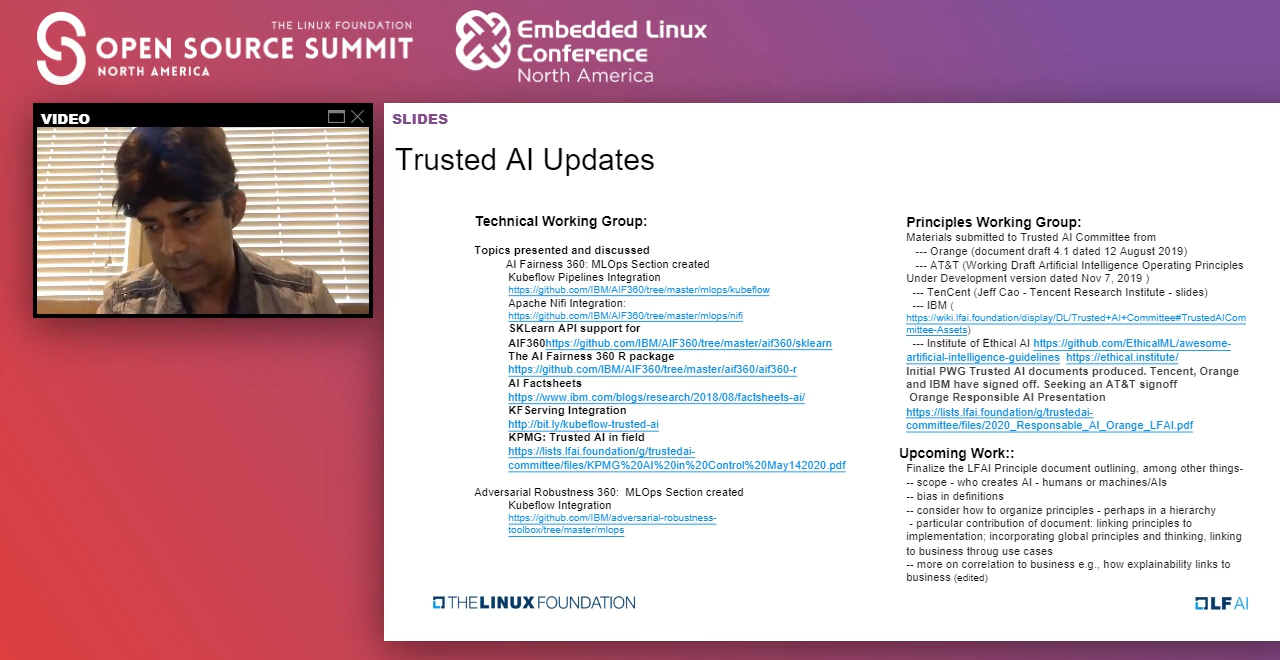 THE LINUX FOUNDATION
OPEN SOURCE SUMMIT
NORTH AMERICA
Embedded Linux
Conference
North America
VIDEO
SLIDES
Trusted AI Updates
Technical Working Group:
Topics presented and discussed
AI Fairness 360: MLOps Section created
Kubeflow Pipelines Integration
https://github.com/IBM/AIF360/tree/master/mlops/kubeflow
Apache Nifi Integration:
https://github.com/IBM/AIF360/tree/master/mlops/nifi
SKLearn API support for
AIF360https://github.com/IBM/AIF360/tree/master/aif360/sklearn
The AI Fairness 360 R package
https://github.com/IBM/AIF360/tree/master/aif360/aif360-r
AI Factsheets
https://www.ibm.com/blogs/research/2018/08/factsheets-ai/
KFServing Integration
http://bit.ly/kubeflow-trusted-ai
KPMG: Trusted AI in field
https://lists.lfai.foundation/g/trustedai-
committee/files/KPMG%20AI%20in%20Control%20May142020.pdf
Adversarial Robustness 360: MLOps Section created
Kubeflow Integration
https://github.com/IBM/adversarial-robustness-
toolbox/tree/master/mlops
Principles Working Group:
Materials submitted to Trusted AI Committee from
--- Orange (document draft 4.1 dated 12 August 2019)
--- AT&T (Working Draft Artificial Intelligence Operating Principles
Under Development version dated Nov 7, 2019 )
--- TenCent (Jeff Cao - Tencent Research Institute - slides)
--- IBM (
https://wiki.lfai.foundation/display/DL/Trusted+AI+Committee#TrustedAICom
mittee-Assets)
--- Institute of Ethical AI https://github.com/EthicalML/awesome-
artificial-intelligence-guidelines https://ethical.institute/
Initial PWG Trusted AI documents produced. Tencent, Orange
and IBM have signed off. Seeking an AT&T signoff
Orange Responsible AI Presentation
https://lists.lfai.foundation/g/trustedai-
committee/files/2020_Responsable_AI_Orange_LFAI.pdf
Upcoming Work::
Finalize the LFAI Principle document outlining, among other things-
-- scope - who creates AI - humans or machines/AIs
-- bias in definitions
-- consider how to organize principles - perhaps in a hierarchy
- particular contribution of document: linking principles to
implementation; incorporating global principles and thinking, linking
to business throug use cases
-- more on correlation to business e.g., how explainability links to
business (edited)
THE LINUX FOUNDATION
LF AI